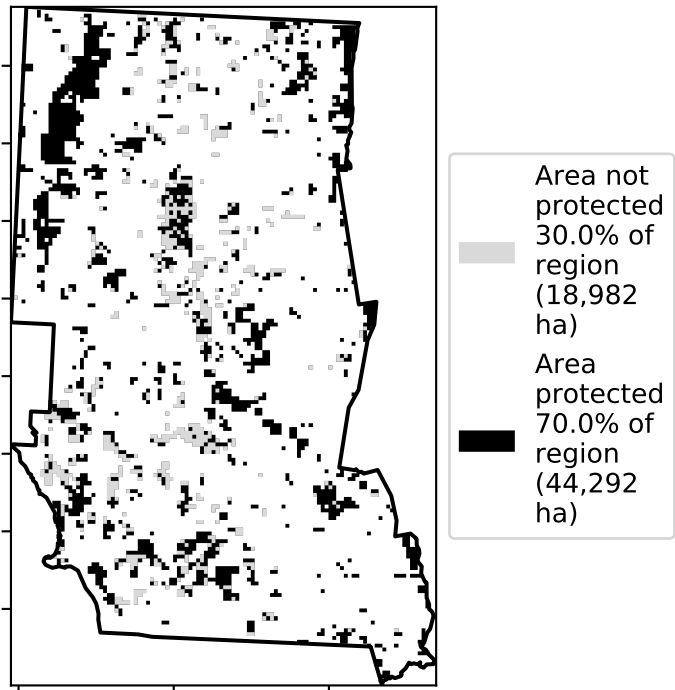 Area not
protected
30.0% of
region
(18,982
ha)
Area
protected
70.0% of
region
(44,292
ha)